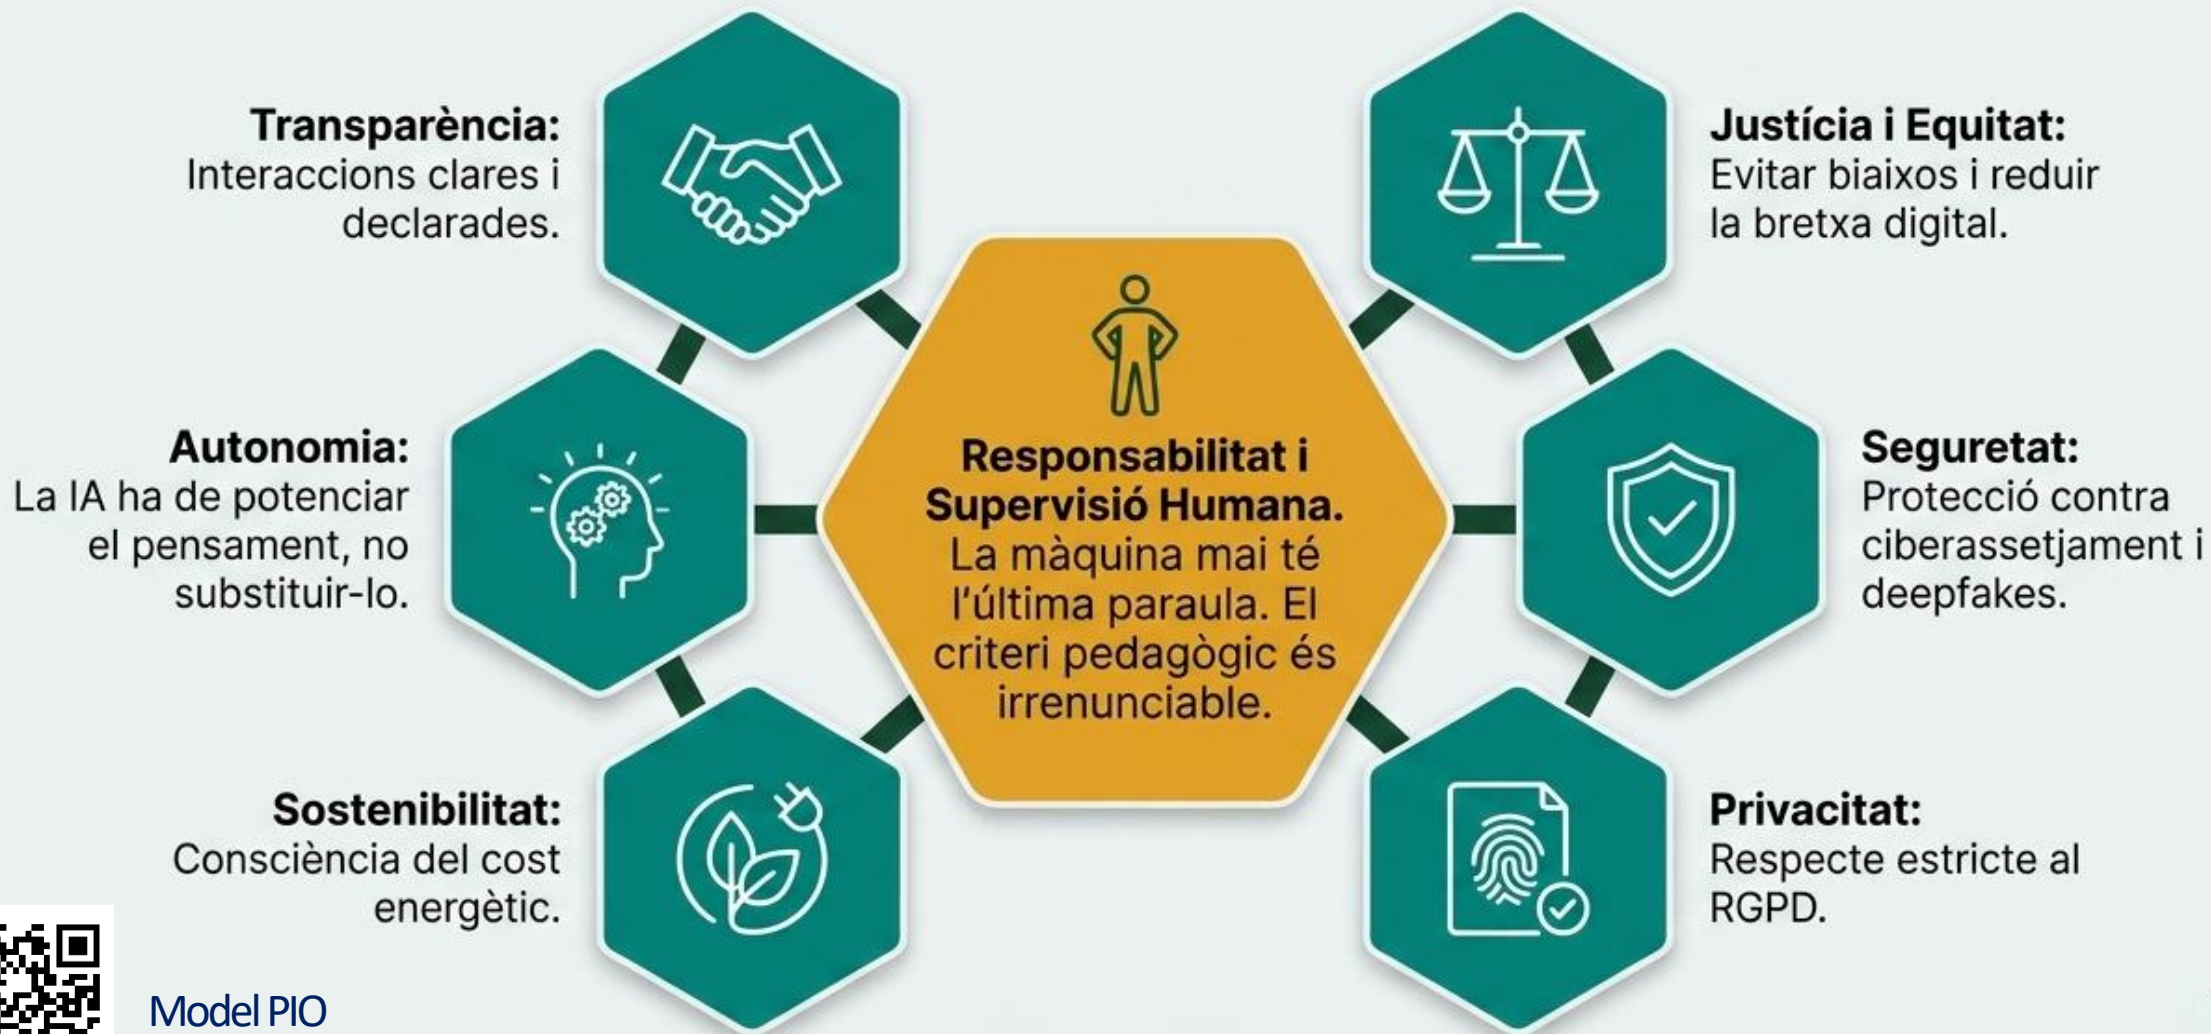 Transparència:
Interaccions clares i
declarades.
Justícia i Equitat:
Evitar biaixos i reduir
la bretxa digital.
Autonomia:
La IA ha de potenciar
el pensament, no
substituir-lo.
Responsabilitat i
Supervisió Humana.
La màquina mai té
l'última paraula. El
criteri pedagògic és
irrenunciable.
Seguretat:
Protecció contra
ciberassetjament i
deepfakes.
Sostenibilitat:
Consciència del cost
energètic.
Privacitat:
Respecte estricte al
RGPD.
Model PIO